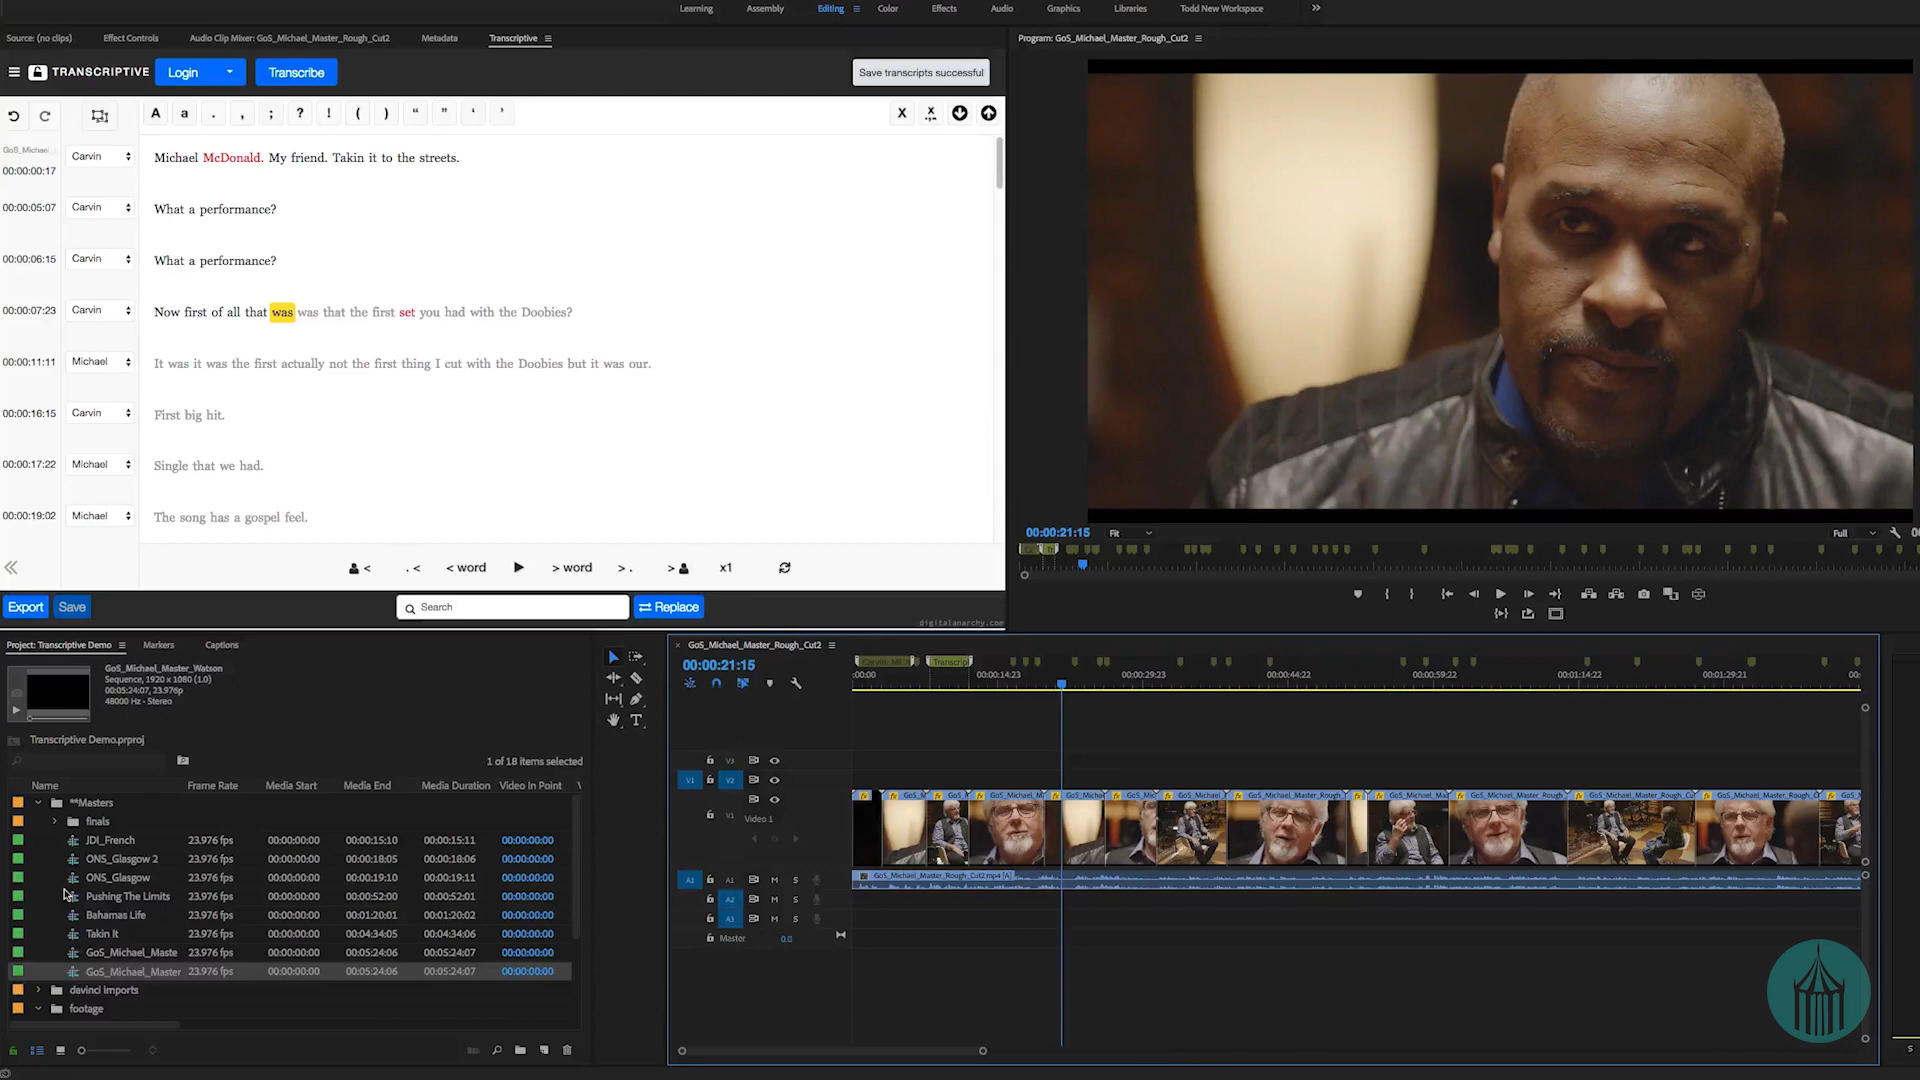 Learning Assembly Editing Color Effects Audio Graphics Libraries Todd New Workspace
Source: (no clips) Effect Controls Audio Clip Mixer: GoS_Michael_Master_Rough_Cut2 Metadata Transcriptive
Program: GoS_Michael_Master_Rough_Cut2
TRANSCRIPTIVE Login Transcribe Save transcripts successful
A a . , ; ? ! ( ) “ ” ‘ ’ X
GoS_Michael_
00:00:00:17 Carvin Michael McDonald. My friend. Takin it to the streets.
00:00:05:07 Carvin What a performance?
00:00:06:15 Carvin What a performance?
00:00:07:23 Carvin Now first of all that was was that the first set you had with the Doobies?
00:00:11:11 Michael It was it was the first actually not the first thing I cut with the Doobies but it was our.
00:00:16:15 Carvin First big hit.
00:00:17:22 Michael Single that we had.
00:00:19:02 Michael The song has a gospel feel.
< . < < word > word > . > x1
Export Save Search Replace
digitalanarchy.com
00:00:21:15 Fit Full
Project: Transcriptive Demo Markers Captions
GoS_Michael_Master_Watson
Sequence, 1920 x 1080 (1.0)
00:05:24:07, 23.976p
48000 Hz - Stereo
Transcriptive Demo.prproj
1 of 18 items selected
Name Frame Rate Media Start Media End Media Duration Video In Point
**Masters
finals
JDI_French 23.976 fps 00:00:00:00 00:00:15:10 00:00:15:11 00:00:00:00
ONS_Glasgow 2 23.976 fps 00:00:00:00 00:00:18:05 00:00:18:06 00:00:00:00
ONS_Glasgow 23.976 fps 00:00:00:00 00:00:19:10 00:00:19:11 00:00:00:00
Pushing The Limits 23.976 fps 00:00:00:00 00:00:52:00 00:00:52:01 00:00:00:00
Bahamas Life 23.976 fps 00:00:00:00 00:01:20:01 00:01:20:02 00:00:00:00
Takin It 23.976 fps 00:00:00:00 00:04:34:05 00:04:34:06 00:00:00:00
GoS_Michael_Maste 23.976 fps 00:00:00:00 00:05:24:06 00:05:24:07 00:00:00:00
GoS_Michael_Master 23.976 fps 00:00:00:00 00:05:24:06 00:05:24:07 00:00:00:00
davinci imports
footage
GoS_Michael_Master_Rough_Cut2
00:00:21:15
Transcrip
:00:00 00:00:14:23 00:00:29:23 00:00:44:22 00:00:59:22 00:01:14:22 00:01:29:21
V3
V1 V2
V1 Video 1
A1 A1 M S
GoS_Michael_Master_Rough_Cut2.mp4 [A]
A2 M S
A3 M S
Master 0.0